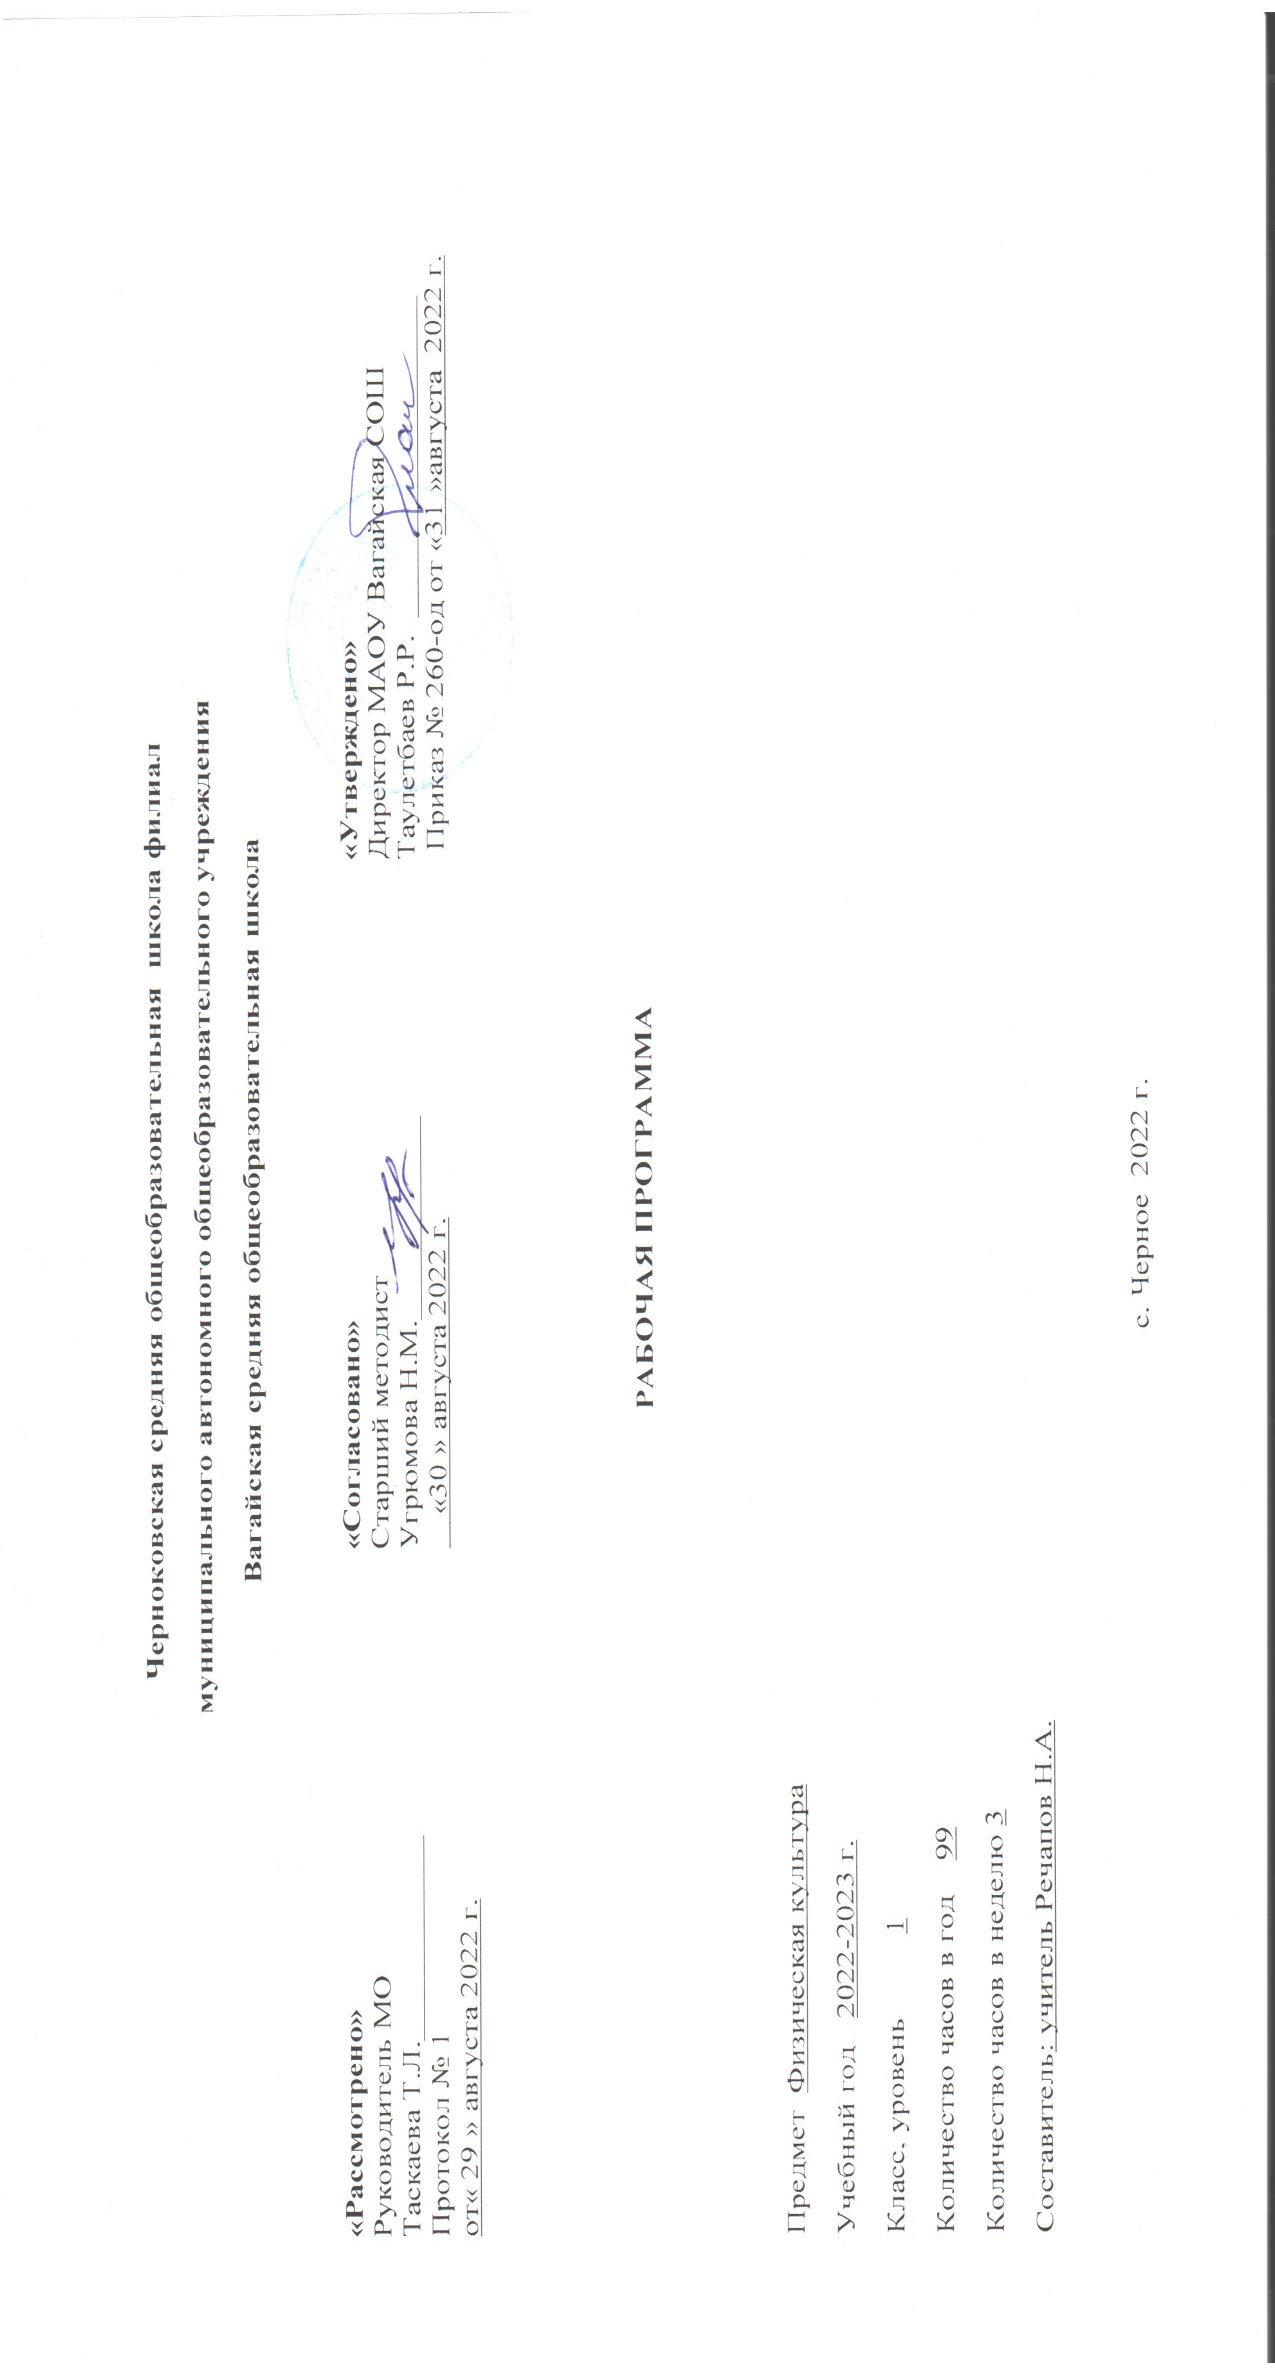 Черноковская средняя общеобразовательная школа филиал
муниципального автономного общеобразовательного учреждения
Вагайская средняя общеобразовательная школа
«Рассмотрено»
Руководитель МО
Таскаева Т.Л.
Протокол № 1
от« 29 » августа 2022 г.
«Согласовано»
Старший методист
Угрюмова Н.М.
«30 » августа 2022 г.
«Утверждено»
Директор МАОУ Вагайская СОШ
Таулетбаев Р.Р.
Приказ № 260-од от «31 »августа 2022 г.
РАБОЧАЯ ПРОГРАММА
Предмет Физическая культура
Учебный год 2022-2023 г.
Класс, уровень 1
Количество часов в год 99
Количество часов в неделю 3
Составитель: учитель Речапов Н.А.
с. Черное 2022 г.